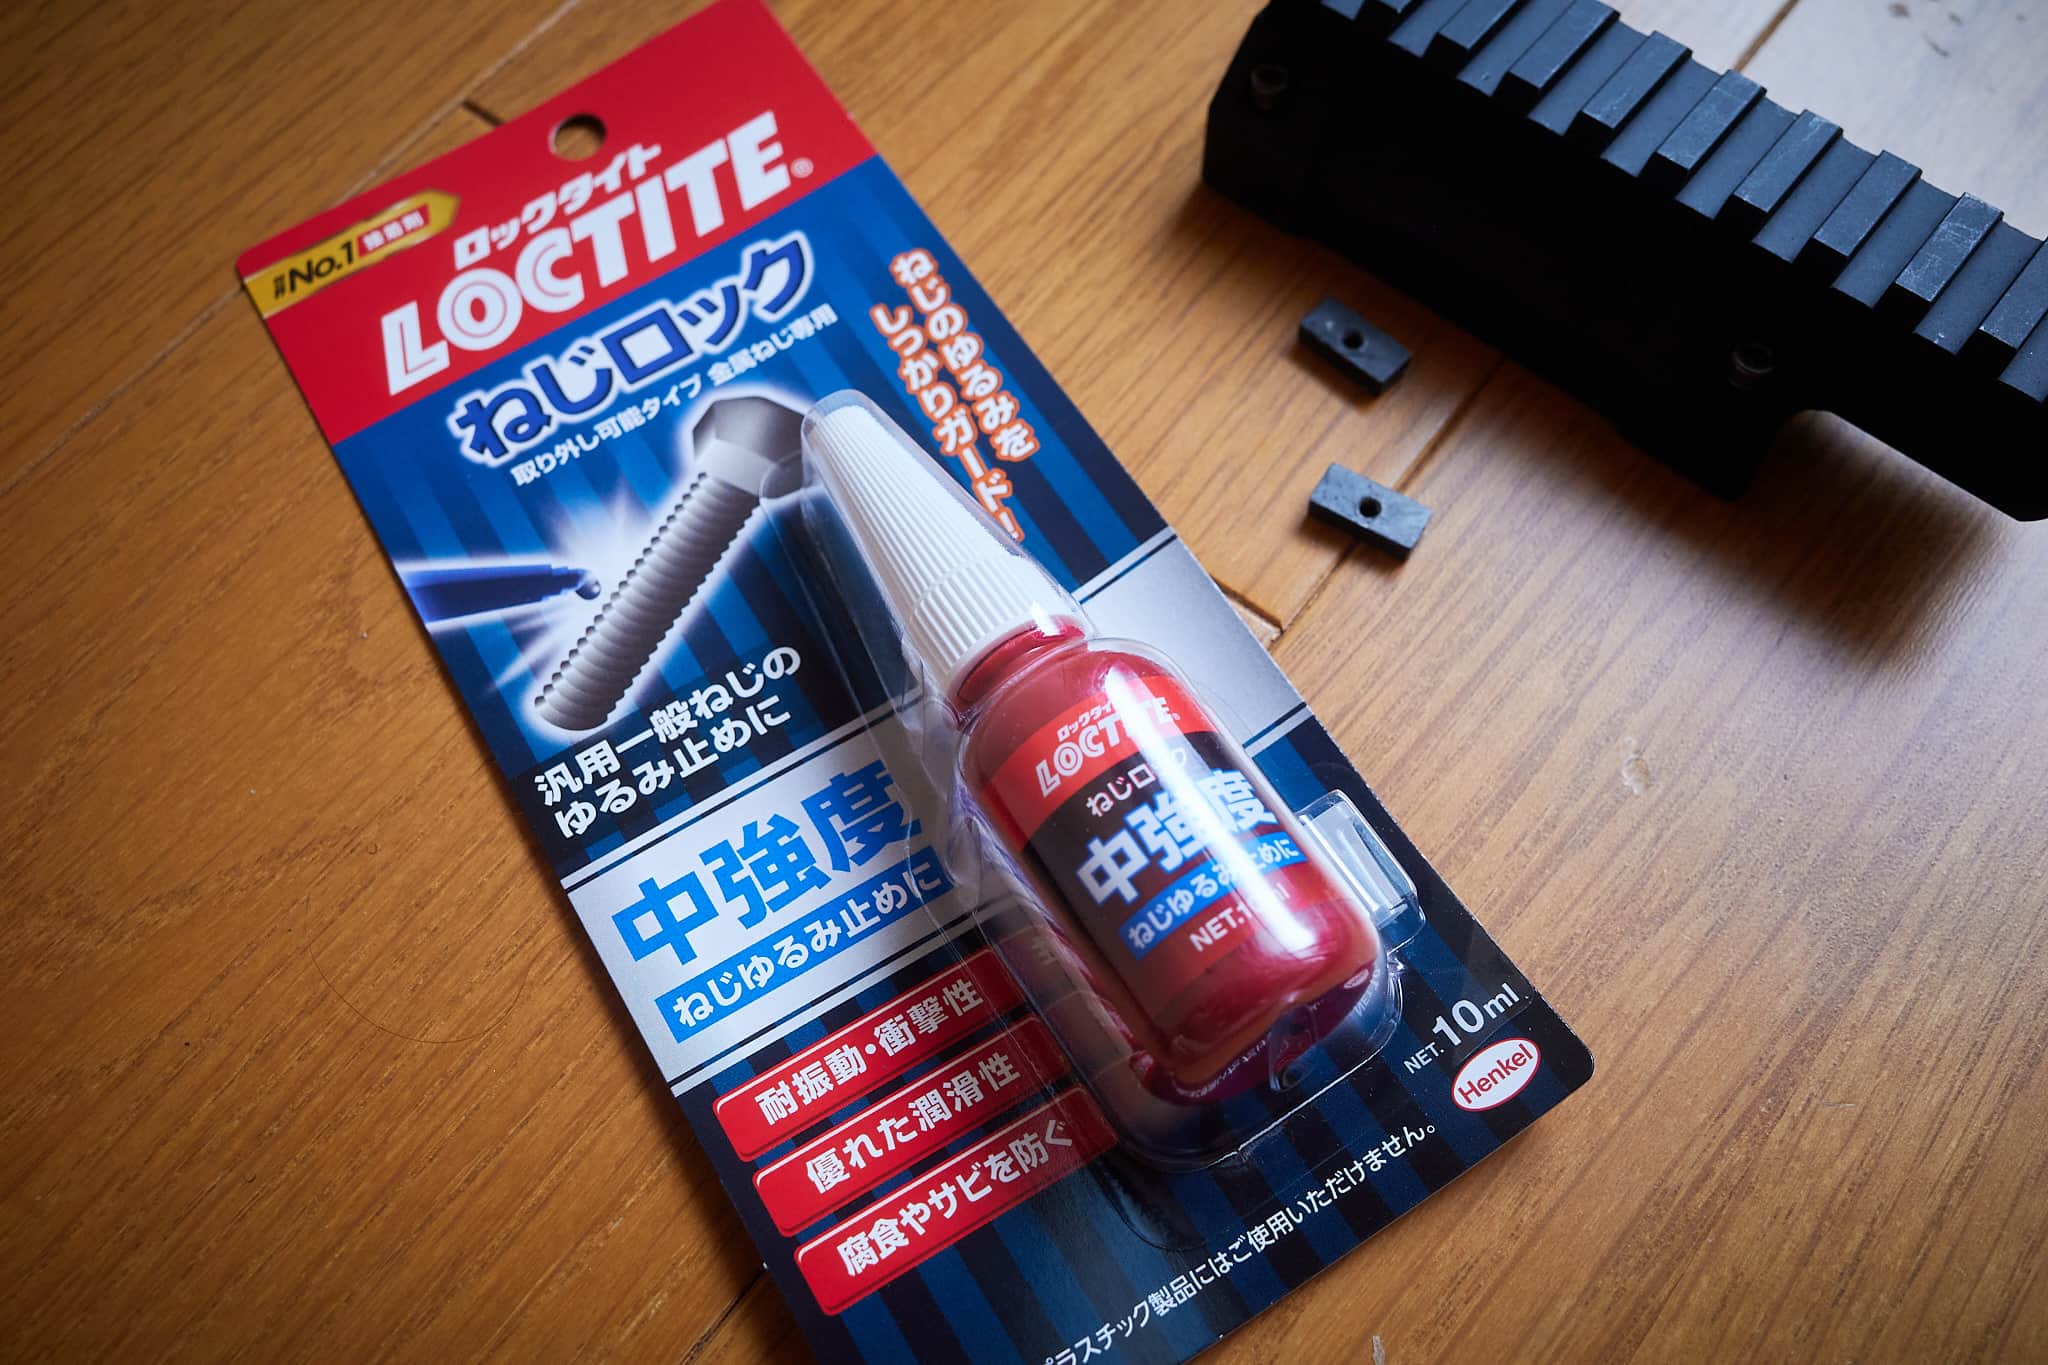 世界No.1 接着剤
ロックタイト
LOCTITE®
ねじロック
取り外し可能タイプ 金属ねじ専用
ねじのゆるみを
しっかりガード!
汎用一般ねじの
ゆるみ止めに
中強度
ねじゆるみ止めに
耐振動・衝撃性
優れた潤滑性
腐食やサビを防ぐ
ロックタイト
LOCTITE®
ねじロック
中強度
ねじゆるみ止めに
NET.
NET. 10ml
Henkel
プラスチック製品にはご使用いただけません。